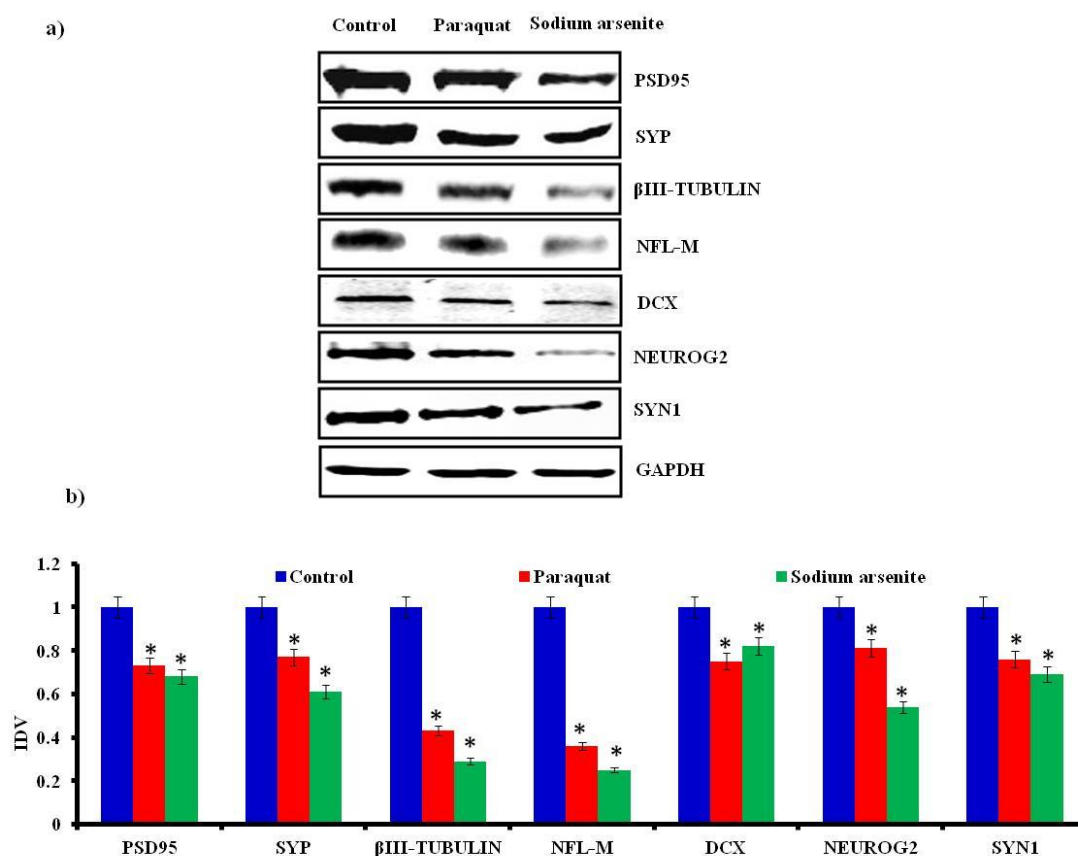 a)
Control Paraquat Sodium arsenite
PSD95
SYP
βIII-TUBULIN
NFL-M
DCX
NEUROG2
SYN1
GAPDH
b)
1.2
1
0.8
0.6
0.4
0.2
0
IDV
Control Paraquat Sodium arsenite
* * * * * * * * * * * * * *
PSD95 SYP βIII-TUBULIN NFL-M DCX NEUROG2 SYN1